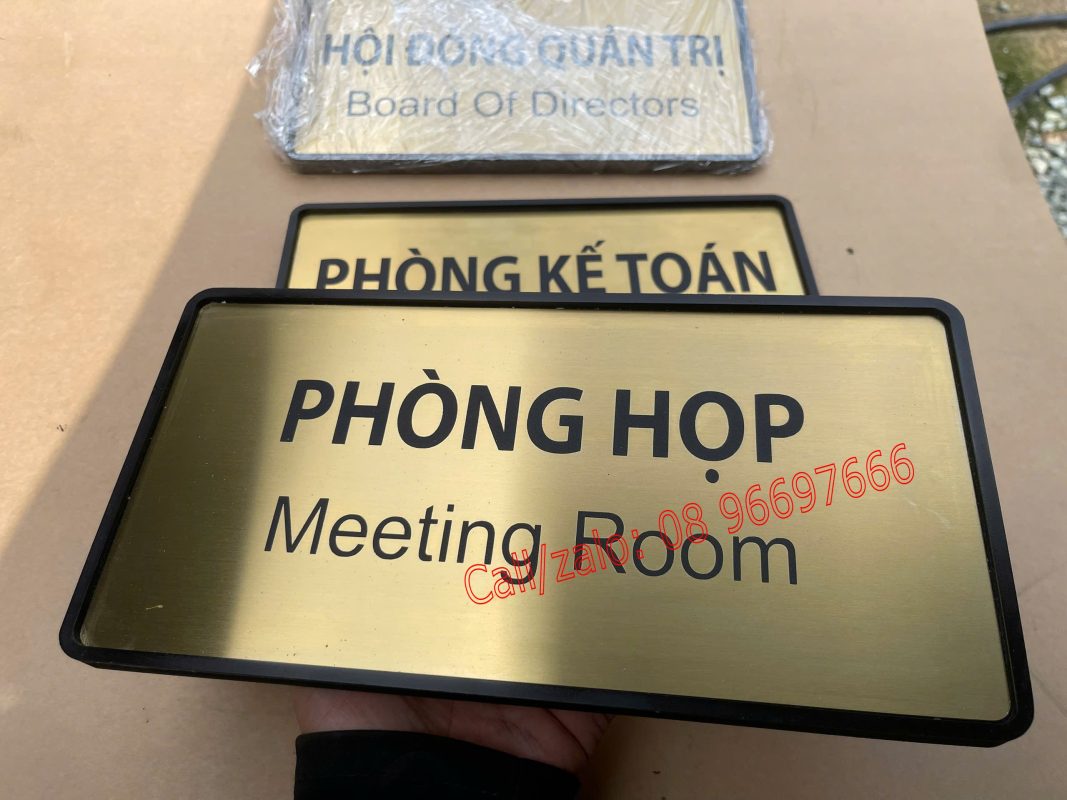 HỘI ĐỒNG QUẢN TRỊ
Board Of Directors
PHÒNG KẾ TOÁN
PHÒNG HỌP
Meeting Room
Call/zalo: 08 96697666